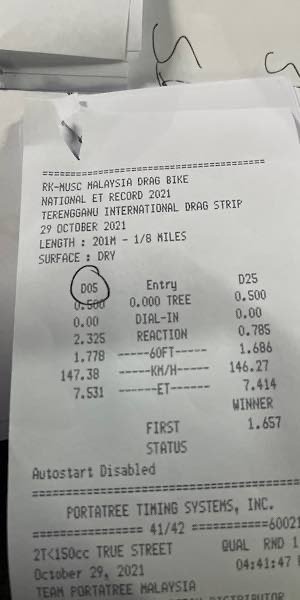 RK-MUSC MALAYSIA DRAG BIKE
NATIONAL ET RECORD 2021
TERENGGANU INTERNATIONAL DRAG STRIP
29 OCTOBER 2021
LENGTH : 201M - 1/8 MILES
SURFACE : DRY
D05 Entry D25
0.500 0.000 TREE 0.500
0.00 DIAL-IN 0.00
2.325 REACTION 0.785
1.778 ------60FT------ 1.686
147.38 ------KM/H------ 146.27
7.531 ------ET------ 7.414
WINNER
FIRST 1.657
STATUS
Autostart Disabled
PORTATREE TIMING SYSTEMS, INC.
============ 41/42 ===========60021
2T<150cc TRUE STREET QUAL RND 1
October 29, 2021 04:41:47
TEAM PORTATREE MALAYSIA
DISTRIBUTOR